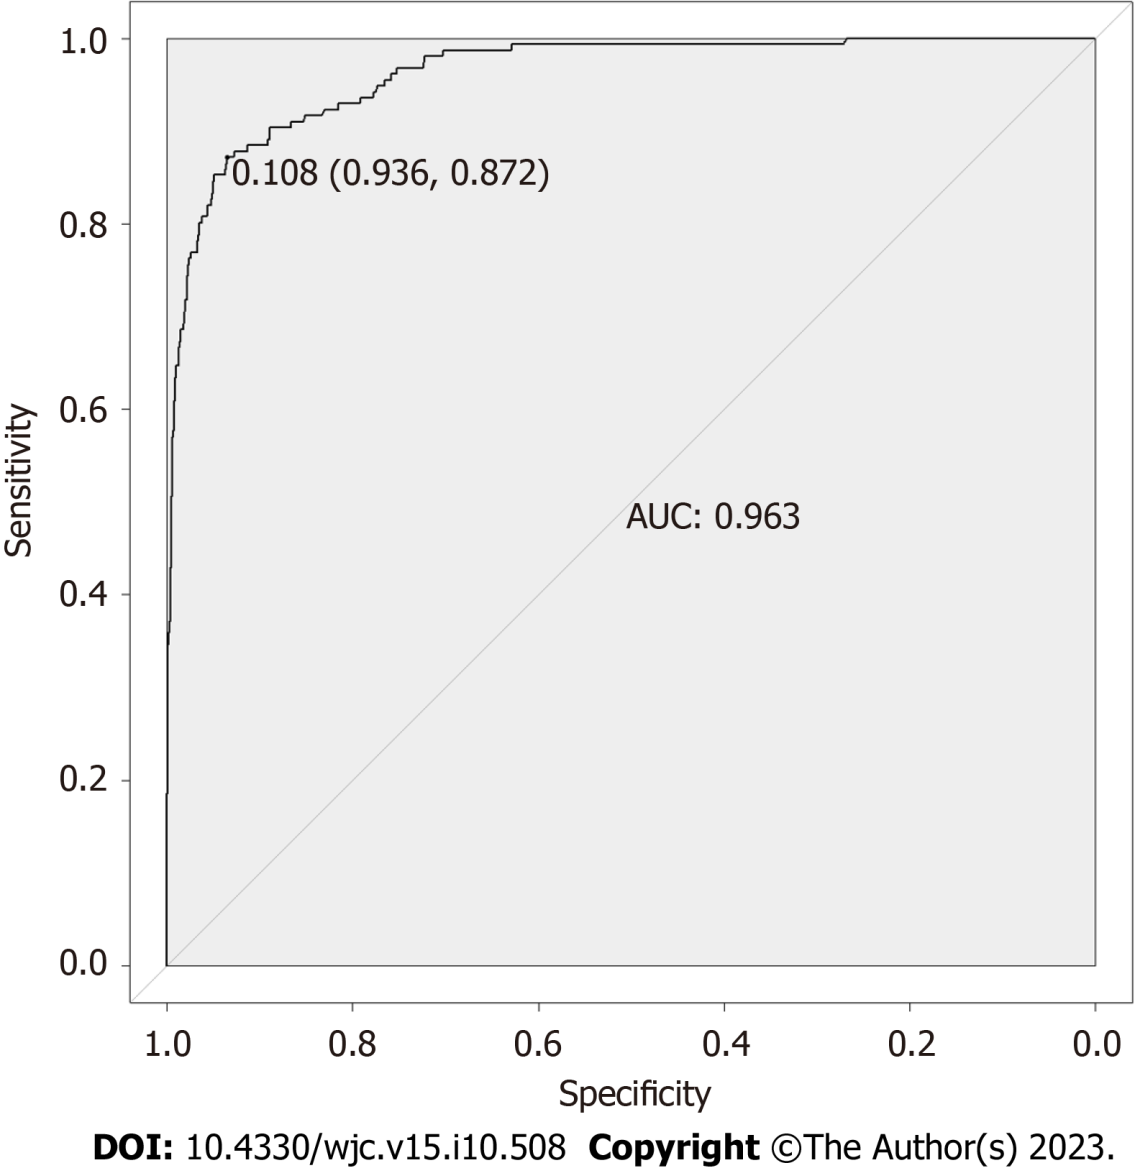 1.0
0.8
0.6
0.4
0.2
0.0
Sensitivity
0.108 (0.936, 0.872)
AUC: 0.963
1.0 0.8 0.6 0.4 0.2 0.0
Specificity
DOI: 10.4330/wjc.v15.i10.508 Copyright ©The Author(s) 2023.